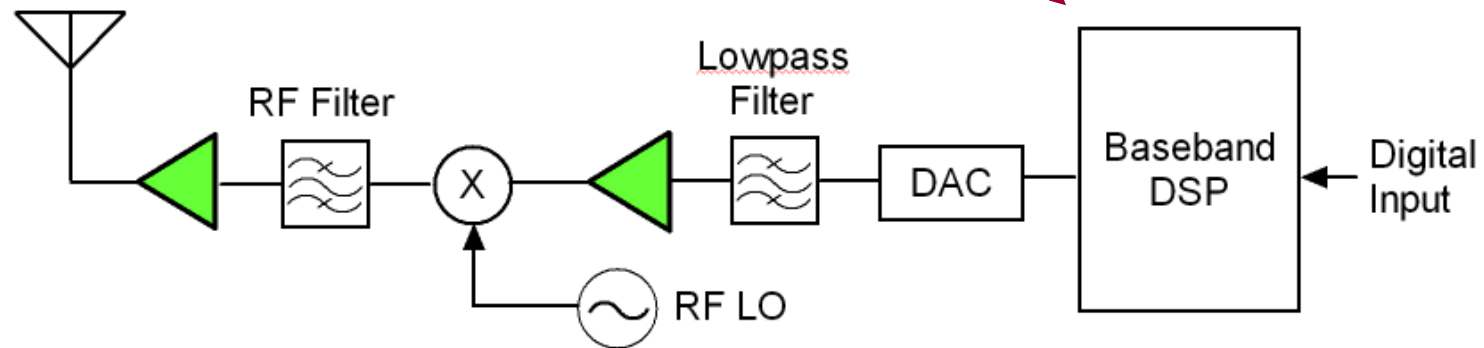 Lowpass
Filter
RF Filter
X
DAC
Baseband
DSP
Digital
Input
RF LO